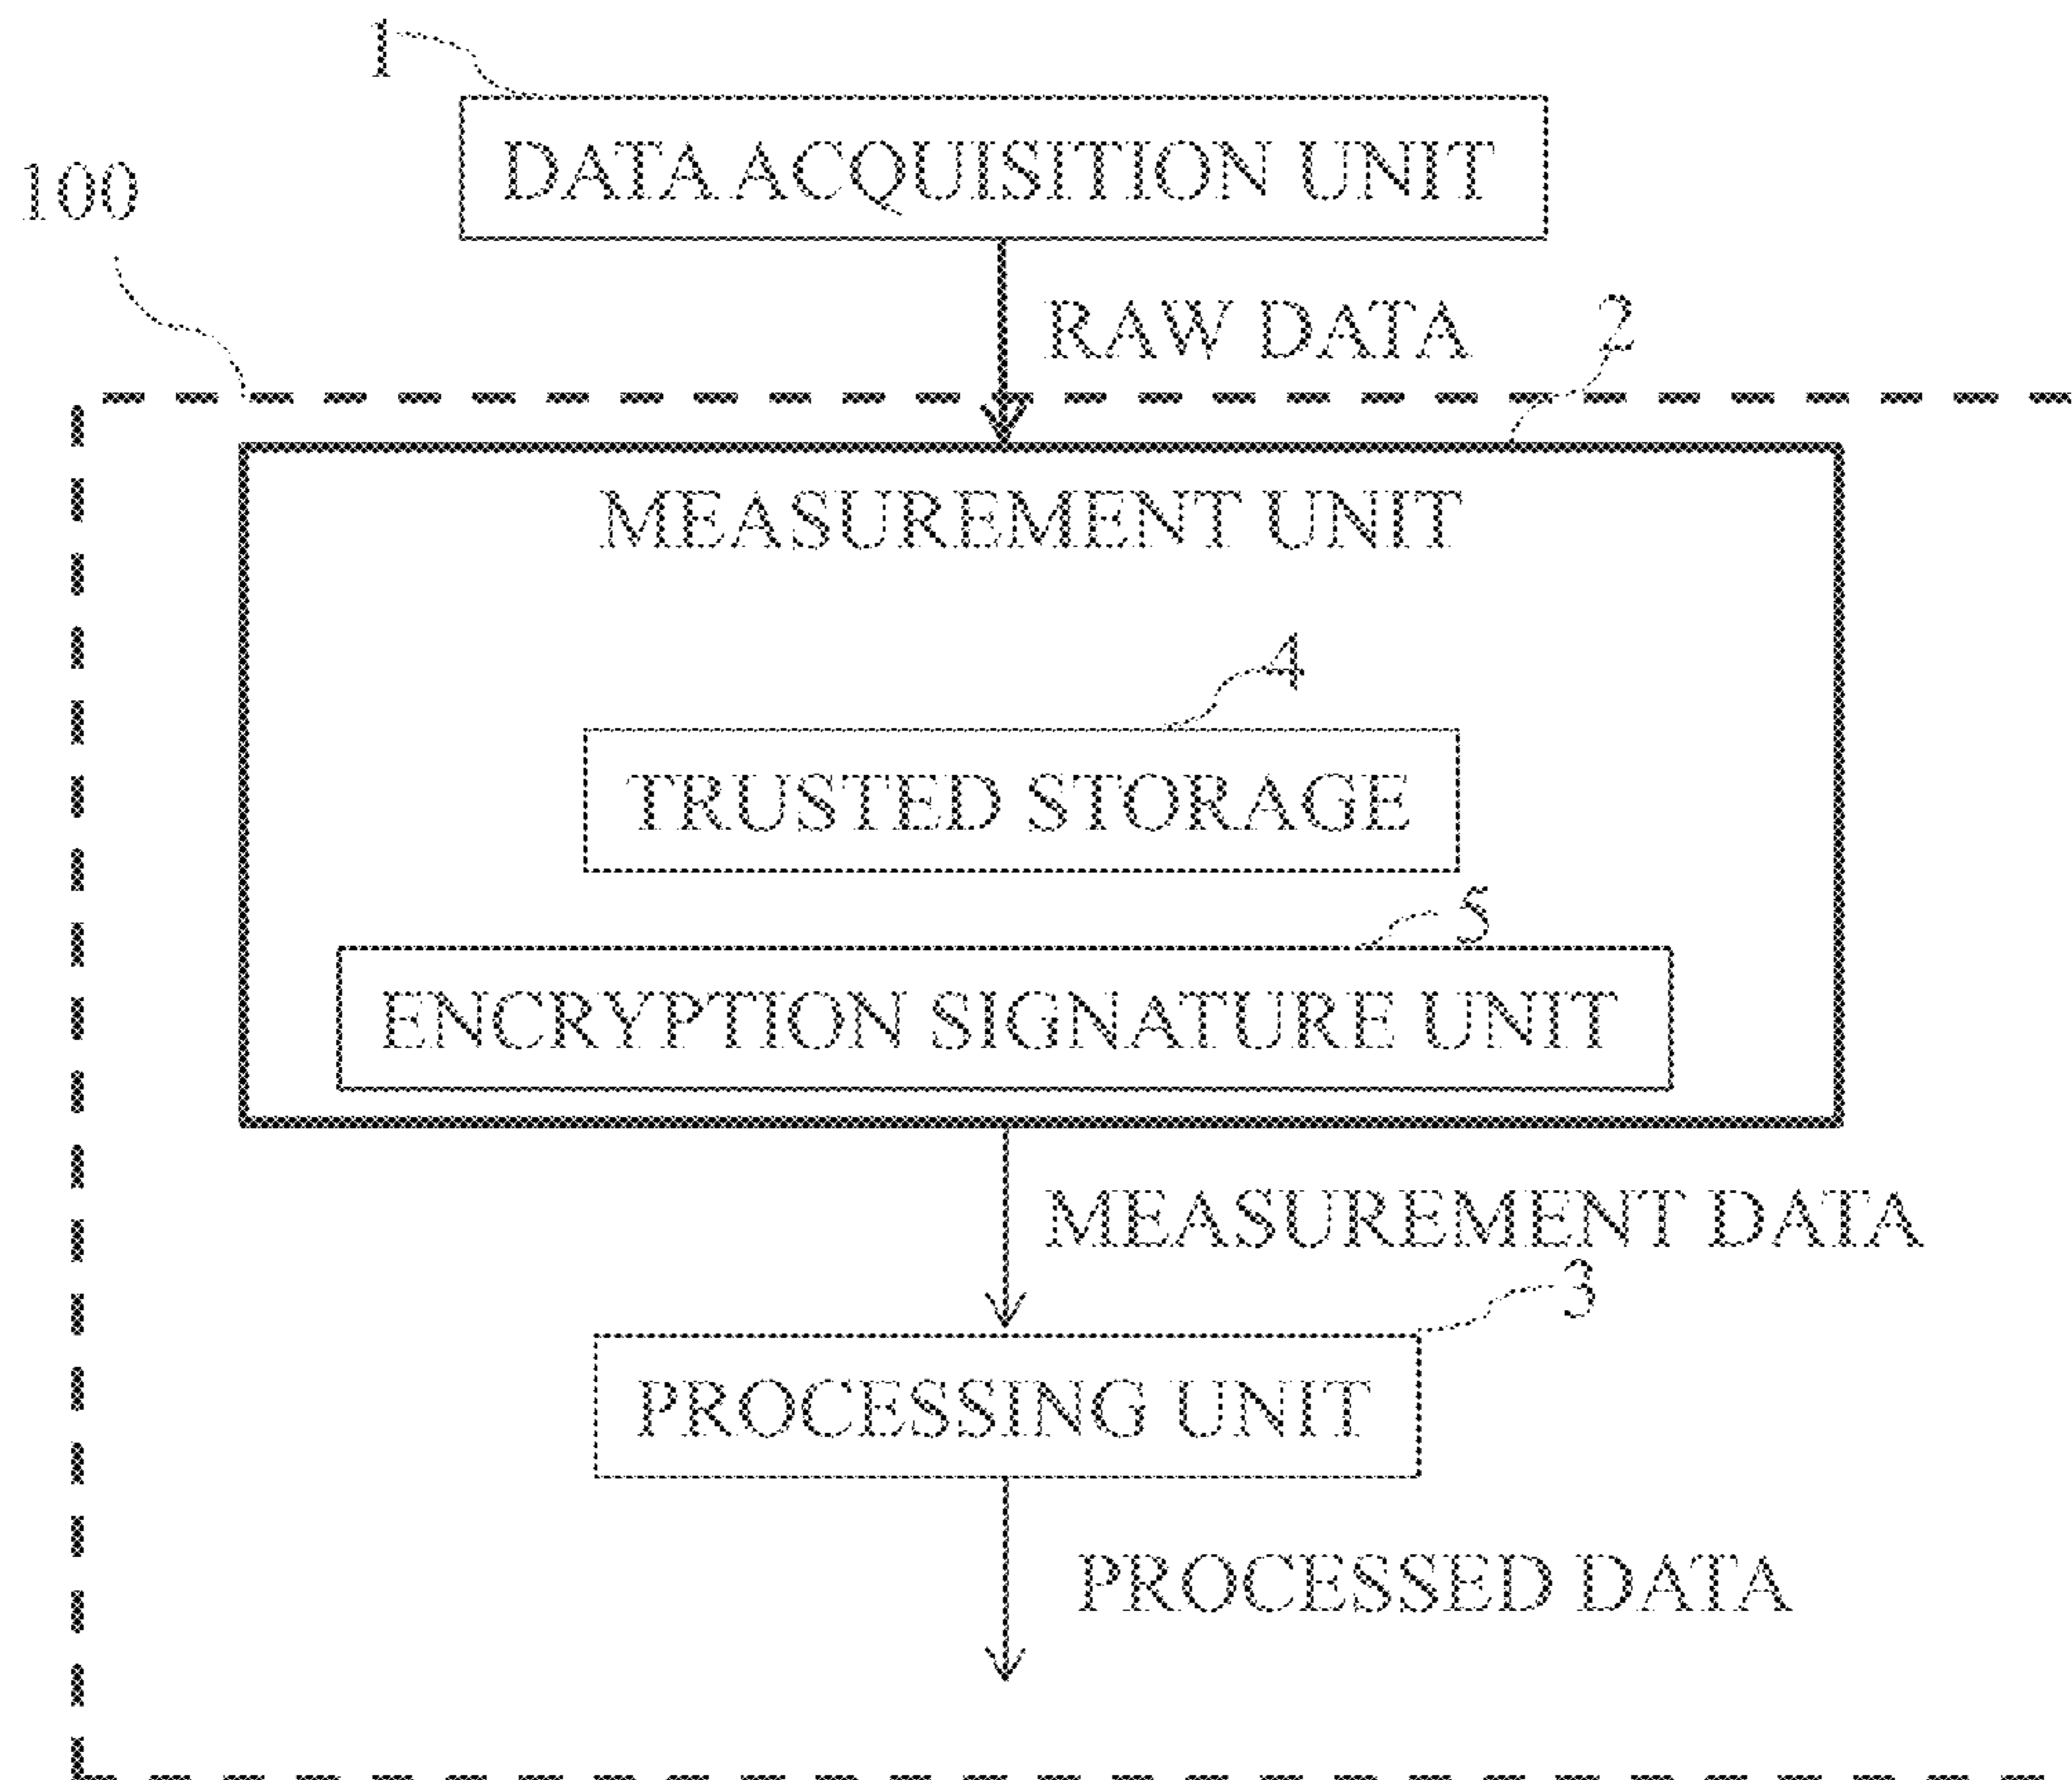 1
DATA ACQUISITION UNIT
100
RAW DATA
2
MEASUREMENT UNIT
4
TRUSTED STORAGE
5
ENCRYPTION SIGNATURE UNIT
MEASUREMENT DATA
3
PROCESSING UNIT
PROCESSED DATA